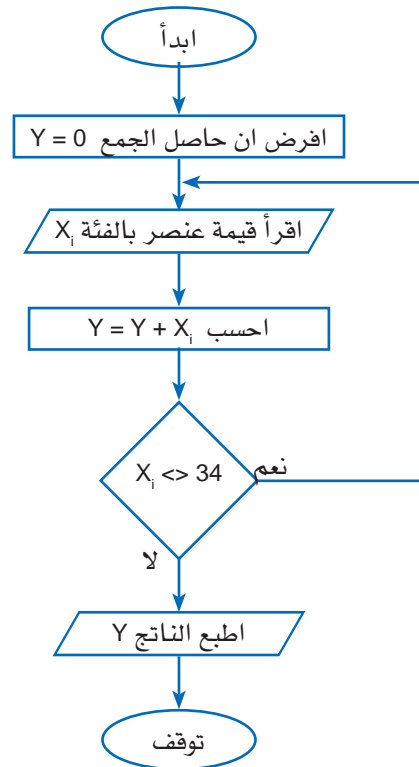 ابدأ
افرض ان حاصل الجمع Y = 0
اقرأ قيمة عنصر بالفئة Xᵢ
احسب Y = Y + Xᵢ
Xᵢ <> 34
نعم
لا
اطبع الناتج Y
توقف